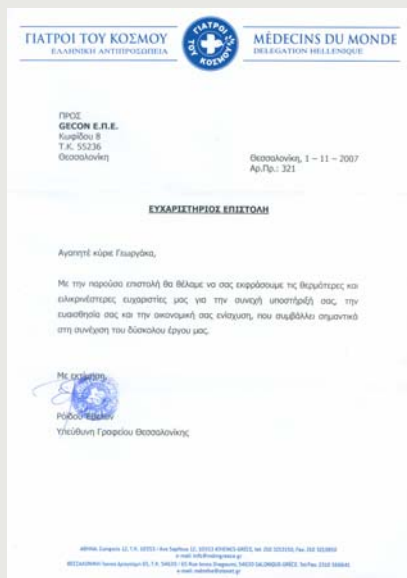 ΓΙΑΤΡΟΙ ΤΟΥ ΚΟΣΜΟΥ
ΕΛΛΗΝΙΚΗ ΑΝΤΙΠΡΟΣΩΠΕΙΑ
ΓΙΑΤΡΟΙ ΤΟΥ ΚΟΣΜΟΥ
MÉDECINS DU MONDE
DELEGATION HELLENIQUE
ΠΡΟΣ
GECON Ε.Π.Ε.
Κωφίδου 8
Τ.Κ. 55236
Θεσσαλονίκη
Θεσσαλονίκη, 1 – 11 – 2007
Αρ.Πρ.: 321
ΕΥΧΑΡΙΣΤΗΡΙΟΣ ΕΠΙΣΤΟΛΗ
Αγαπητέ κύριε Γεωργάκα,
Με την παρούσα επιστολή θα θέλαμε να σας εκφράσουμε τις θερμότερες και
ειλικρινέστερες ευχαριστίες μας για την συνεχή υποστήριξή σας, την
ευαισθησία σας και την οικονομική σας ενίσχυση, που συμβάλλει σημαντικά
στη συνέχιση του δύσκολου έργου μας.
Με εκτίμηση,
Ρόιδου
Υπεύθυνη Γραφείου Θεσσαλονίκης